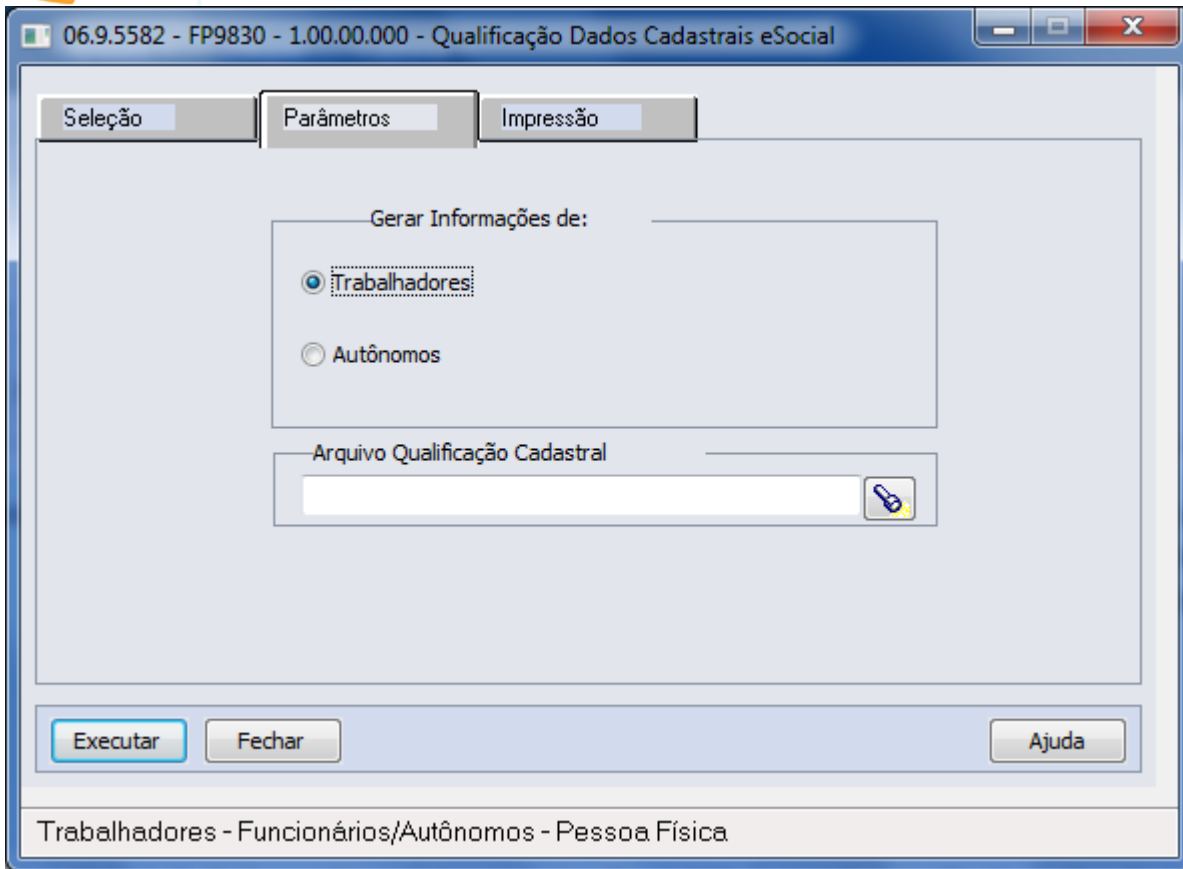 06.9.5582 - FP9830 - 1.00.00.000 - Qualificação Dados Cadastrais eSocial
Seleção Parâmetros Impressão
Gerar Informações de:
Trabalhadores
Autônomos
Arquivo Qualificação Cadastral
Executar Fechar Ajuda
Trabalhadores - Funcionários/Autônomos - Pessoa Física